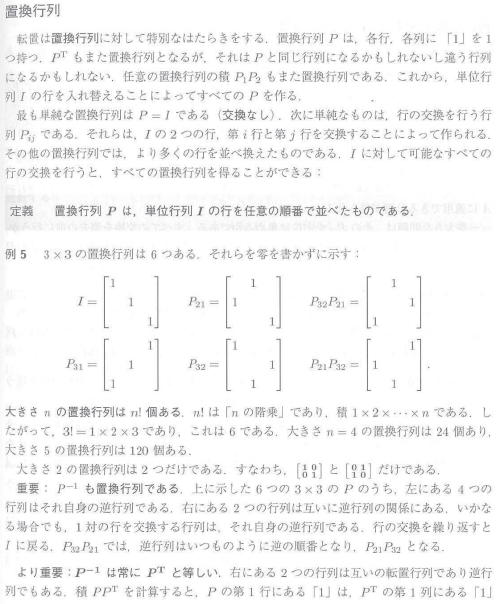 置換行列
転置は置換行列に対して特別なはたらきをする．置換行列 P は，各行，各列に「1」を 1
つ持つ．Pᵀ もまた置換行列となるが，それは P と同じ行列になるかもしれないし違う行列
になるかもしれない．任意の置換行列の積 P₁P₂ もまた置換行列である．これから，単位行
列 I の行を入れ替えることによってすべての P を作る．
最も単純な置換行列は P = I である（交換なし）．次に単純なものは，行の交換を行う行
列 Pᵢⱼ である．それらは，I の 2 つの行，第 i 行と第 j 行を交換することによって作られる．
その他の置換行列では，より多くの行を並べ換えたものである．I に対して可能なすべての
行の交換を行うと，すべての置換行列を得ることができる：
定義　置換行列 P は，単位行列 I の行を任意の順番で並べたものである．
例 5　3×3 の置換行列は 6 つある．それらを零を書かずに示す：
I = [1 / 1 / 1]　P₂₁ = [1 / 1 / 1]　P₃₂P₂₁ = [1 / 1 / 1]
P₃₁ = [1 / 1 / 1]　P₃₂ = [1 / 1 / 1]　P₂₁P₃₂ = [1 / 1 / 1]．
大きさ n の置換行列は n! 個ある．n! は「n の階乗」であり，積 1×2×⋯×n である．し
たがって，3! = 1×2×3 であり，これは 6 である．大きさ n = 4 の置換行列は 24 個あり，
大きさ 5 の置換行列は 120 個ある．
大きさ 2 の置換行列は 2 つだけである．すなわち，[1 0 / 0 1] と [0 1 / 1 0] だけである．
重要： P⁻¹ も置換行列である．上に示した 6 つの 3×3 の P のうち，左にある 4 つの
行列はそれ自身の逆行列である．右にある 2 つの行列は互いに逆行列の関係にある．いかな
る場合でも，1 対の行を交換する行列は，それ自身の逆行列である．行の交換を繰り返すと
I に戻る．P₃₂P₂₁ では，逆行列はいつものように逆の順番となり，P₂₁P₃₂ となる．
より重要：P⁻¹ は常に Pᵀ と等しい．右にある 2 つの行列は互いの転置行列であり逆行
列でもある．積 PPᵀ を計算すると，P の第 1 行にある「1」は，Pᵀ の第 1 列にある「1」